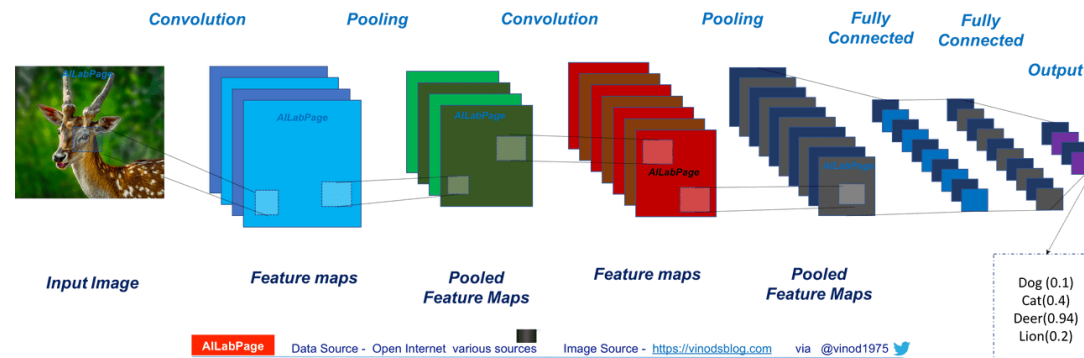 Convolution
Pooling
Convolution
Pooling
Fully
Connected
Fully
Connected
Output
AILabPage
AILabPage
AILabPage
AILabPage
AILabPage
Input Image
Feature maps
Pooled
Feature Maps
Feature maps
Pooled
Feature Maps
Dog (0.1)
Cat(0.4)
Deer(0.94)
Lion(0.2)
AILabPage
Data Source - Open Internet various sources
Image Source - https://vinodsblog.com via @vinod1975